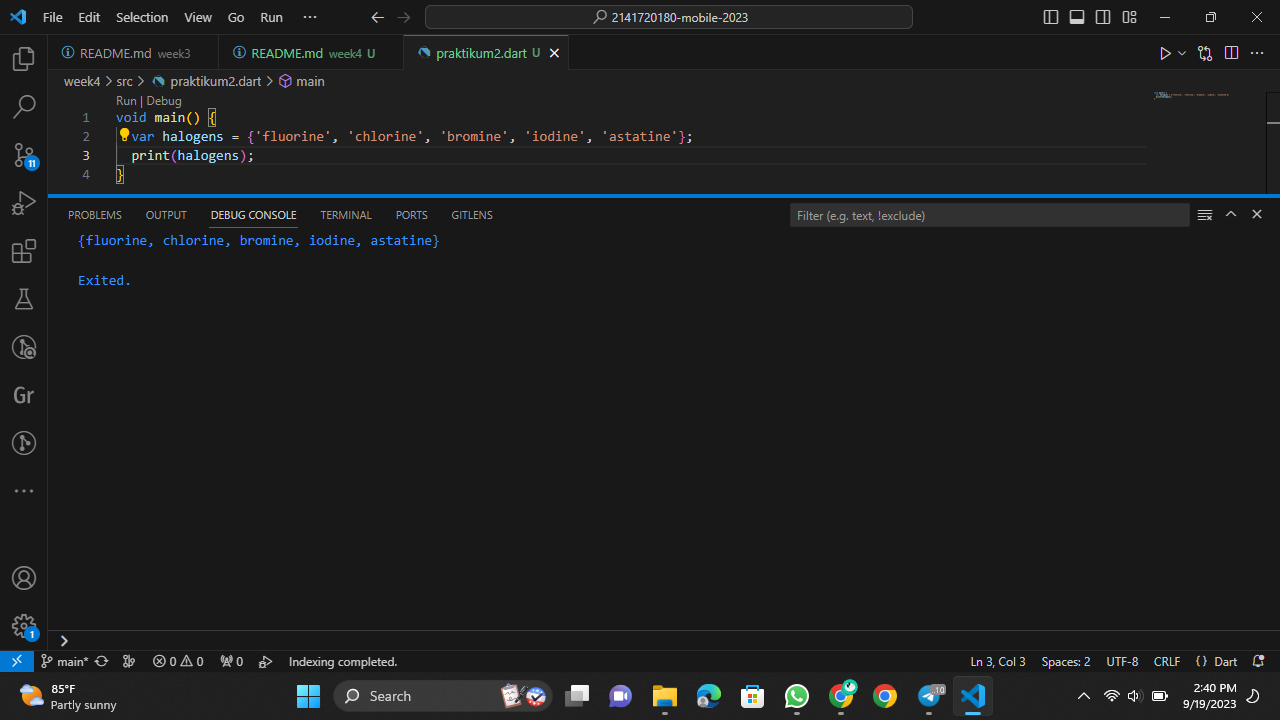 File Edit Selection View Go Run ··· 2141720180-mobile-2023
README.md week3 README.md week4 U praktikum2.dart U
week4 > src > praktikum2.dart > main
Run | Debug
1 void main() {
2 var halogens = {'fluorine', 'chlorine', 'bromine', 'iodine', 'astatine'};
3 print(halogens);
4 }
PROBLEMS OUTPUT DEBUG CONSOLE TERMINAL PORTS GITLENS Filter (e.g. text, !exclude)
{fluorine, chlorine, bromine, iodine, astatine}
Exited.
11
Gr
1
main* 0 0 0 Indexing completed. Ln 3, Col 3 Spaces: 2 UTF-8 CRLF {} Dart
85°F
Partly sunny
Search
10
2:40 PM
9/19/2023